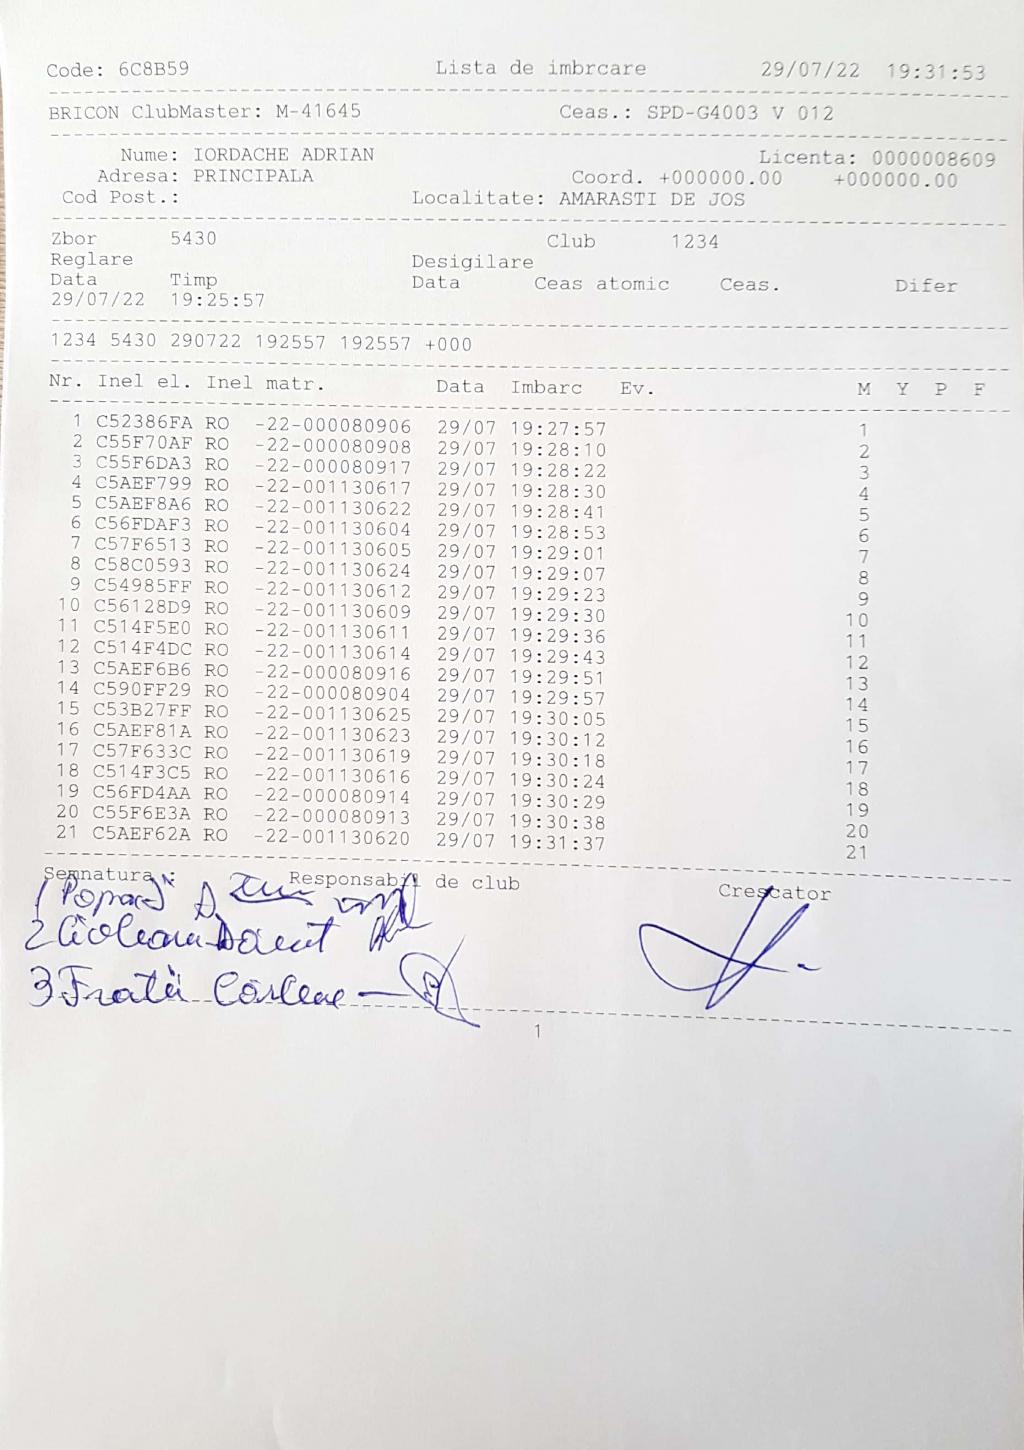 Code: 6C8B59 Lista de imbrcare 29/07/22 19:31:53
BRICON ClubMaster: M-41645 Ceas.: SPD-G4003 V 012
Nume: IORDACHE ADRIAN Licenta: 0000008609
Adresa: PRINCIPALA Coord. +000000.00 +000000.00
Cod Post.: Localitate: AMARASTI DE JOS
Zbor 5430 Club 1234
Reglare Desigilare
Data Timp Data Ceas atomic Ceas. Difer
29/07/22 19:25:57
1234 5430 290722 192557 192557 +000
Nr. Inel el. Inel matr. Data Imbarc Ev. M Y P F
1 C52386FA RO -22-000080906 29/07 19:27:57 1
2 C55F70AF RO -22-000080908 29/07 19:28:10 2
3 C55F6DA3 RO -22-000080917 29/07 19:28:22 3
4 C5AEF799 RO -22-001130617 29/07 19:28:30 4
5 C5AEF8A6 RO -22-001130622 29/07 19:28:41 5
6 C56FDAF3 RO -22-001130604 29/07 19:28:53 6
7 C57F6513 RO -22-001130605 29/07 19:29:01 7
8 C58C0593 RO -22-001130624 29/07 19:29:07 8
9 C54985FF RO -22-001130612 29/07 19:29:23 9
10 C56128D9 RO -22-001130609 29/07 19:29:30 10
11 C514F5E0 RO -22-001130611 29/07 19:29:36 11
12 C514F4DC RO -22-001130614 29/07 19:29:43 12
13 C5AEF6B6 RO -22-000080916 29/07 19:29:51 13
14 C590FF29 RO -22-000080904 29/07 19:29:57 14
15 C53B27FF RO -22-001130625 29/07 19:30:05 15
16 C5AEF81A RO -22-001130623 29/07 19:30:12 16
17 C57F633C RO -22-001130619 29/07 19:30:18 17
18 C514F3C5 RO -22-001130616 29/07 19:30:24 18
19 C56FD4AA RO -22-000080914 29/07 19:30:29 19
20 C55F6E3A RO -22-000080913 29/07 19:30:38 20
21 C5AEF62A RO -22-001130620 29/07 19:31:37 21
Semnatura : Responsabil de club Crescator
1
2
3 Fratii
1